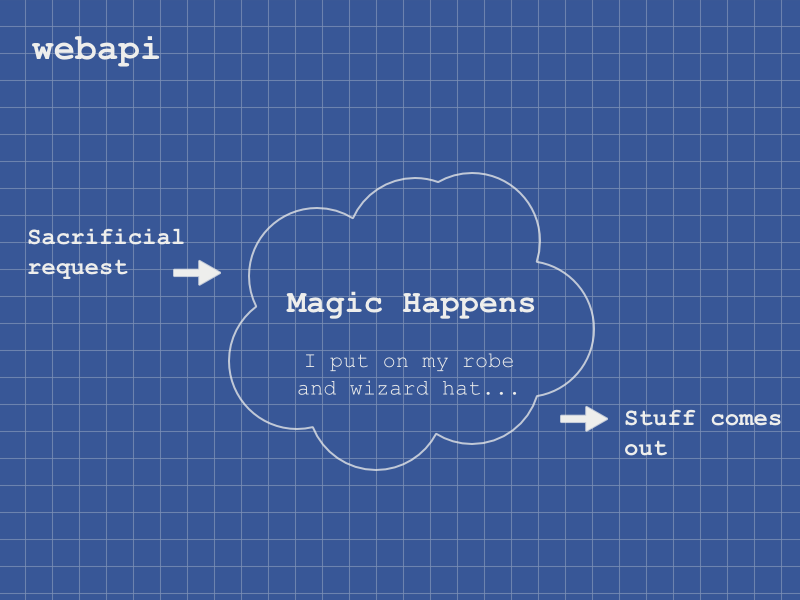 webapi
Sacrificial
request
Magic Happens
I put on my robe
and wizard hat...
Stuff comes
out